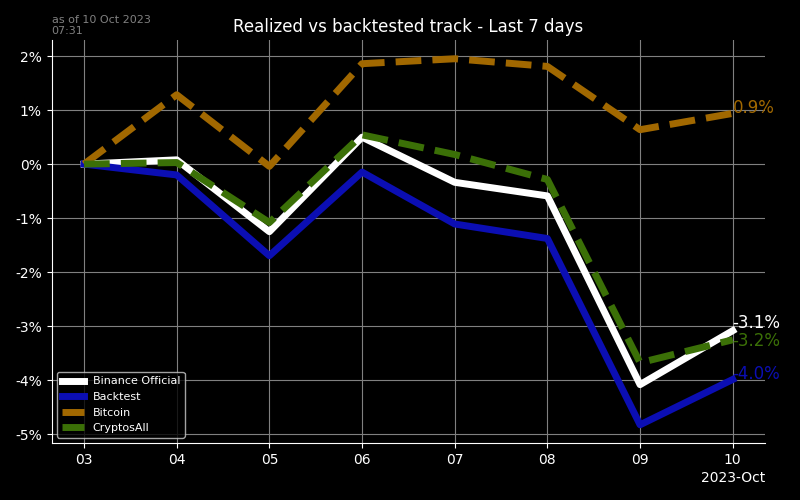 as of 10 Oct 2023
07:31
Realized vs backtested track - Last 7 days
2%
1%
0%
-1%
-2%
-3%
-4%
-5%
0.9%
-3.1%
-3.2%
-4.0%
Binance Official
Backtest
Bitcoin
CryptosAll
03 04 05 06 07 08 09 10
2023-Oct